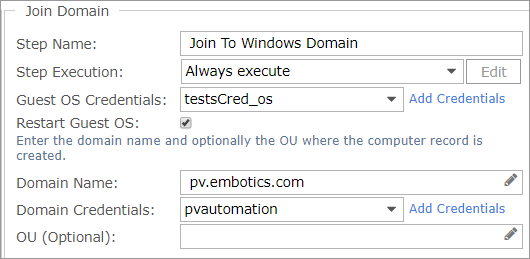 Join Domain
Step Name: Join To Windows Domain
Step Execution: Always execute Edit
Guest OS Credentials: testsCred_os Add Credentials
Restart Guest OS:
Enter the domain name and optionally the OU where the computer record is
created.
Domain Name: pv.embotics.com
Domain Credentials: pvautomation Add Credentials
OU (Optional):